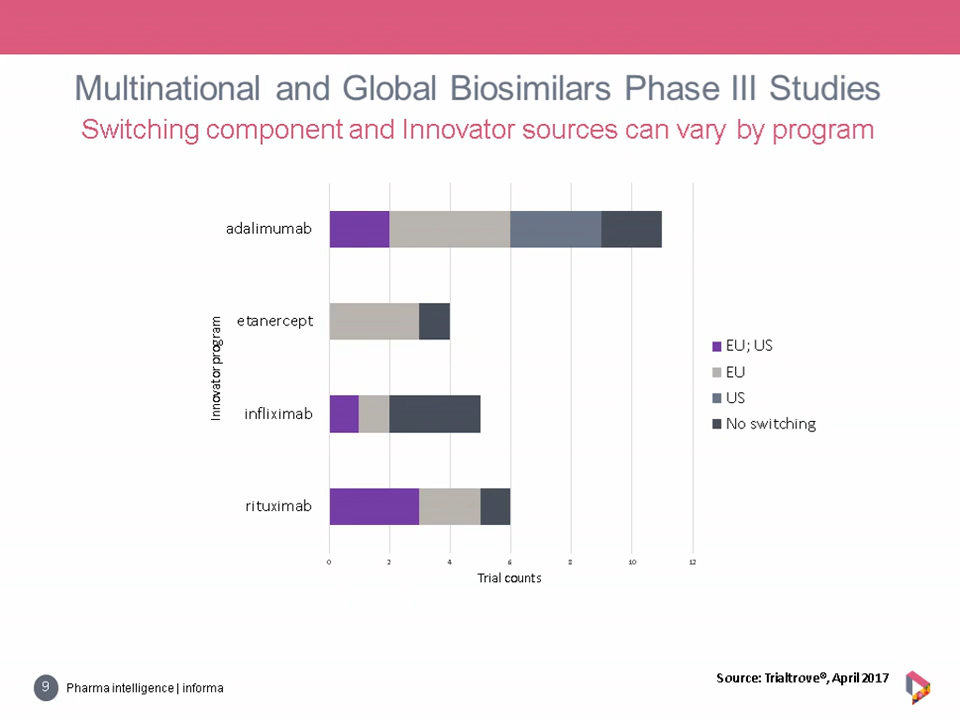 Multinational and Global Biosimilars Phase III Studies
Switching component and Innovator sources can vary by program
Innovator program
adalimumab
etanercept
infliximab
rituximab
0 2 4 6 8 10 12
Trial counts
EU; US
EU
US
No switching
9 Pharma intelligence | informa
Source: Trialtrove®, April 2017